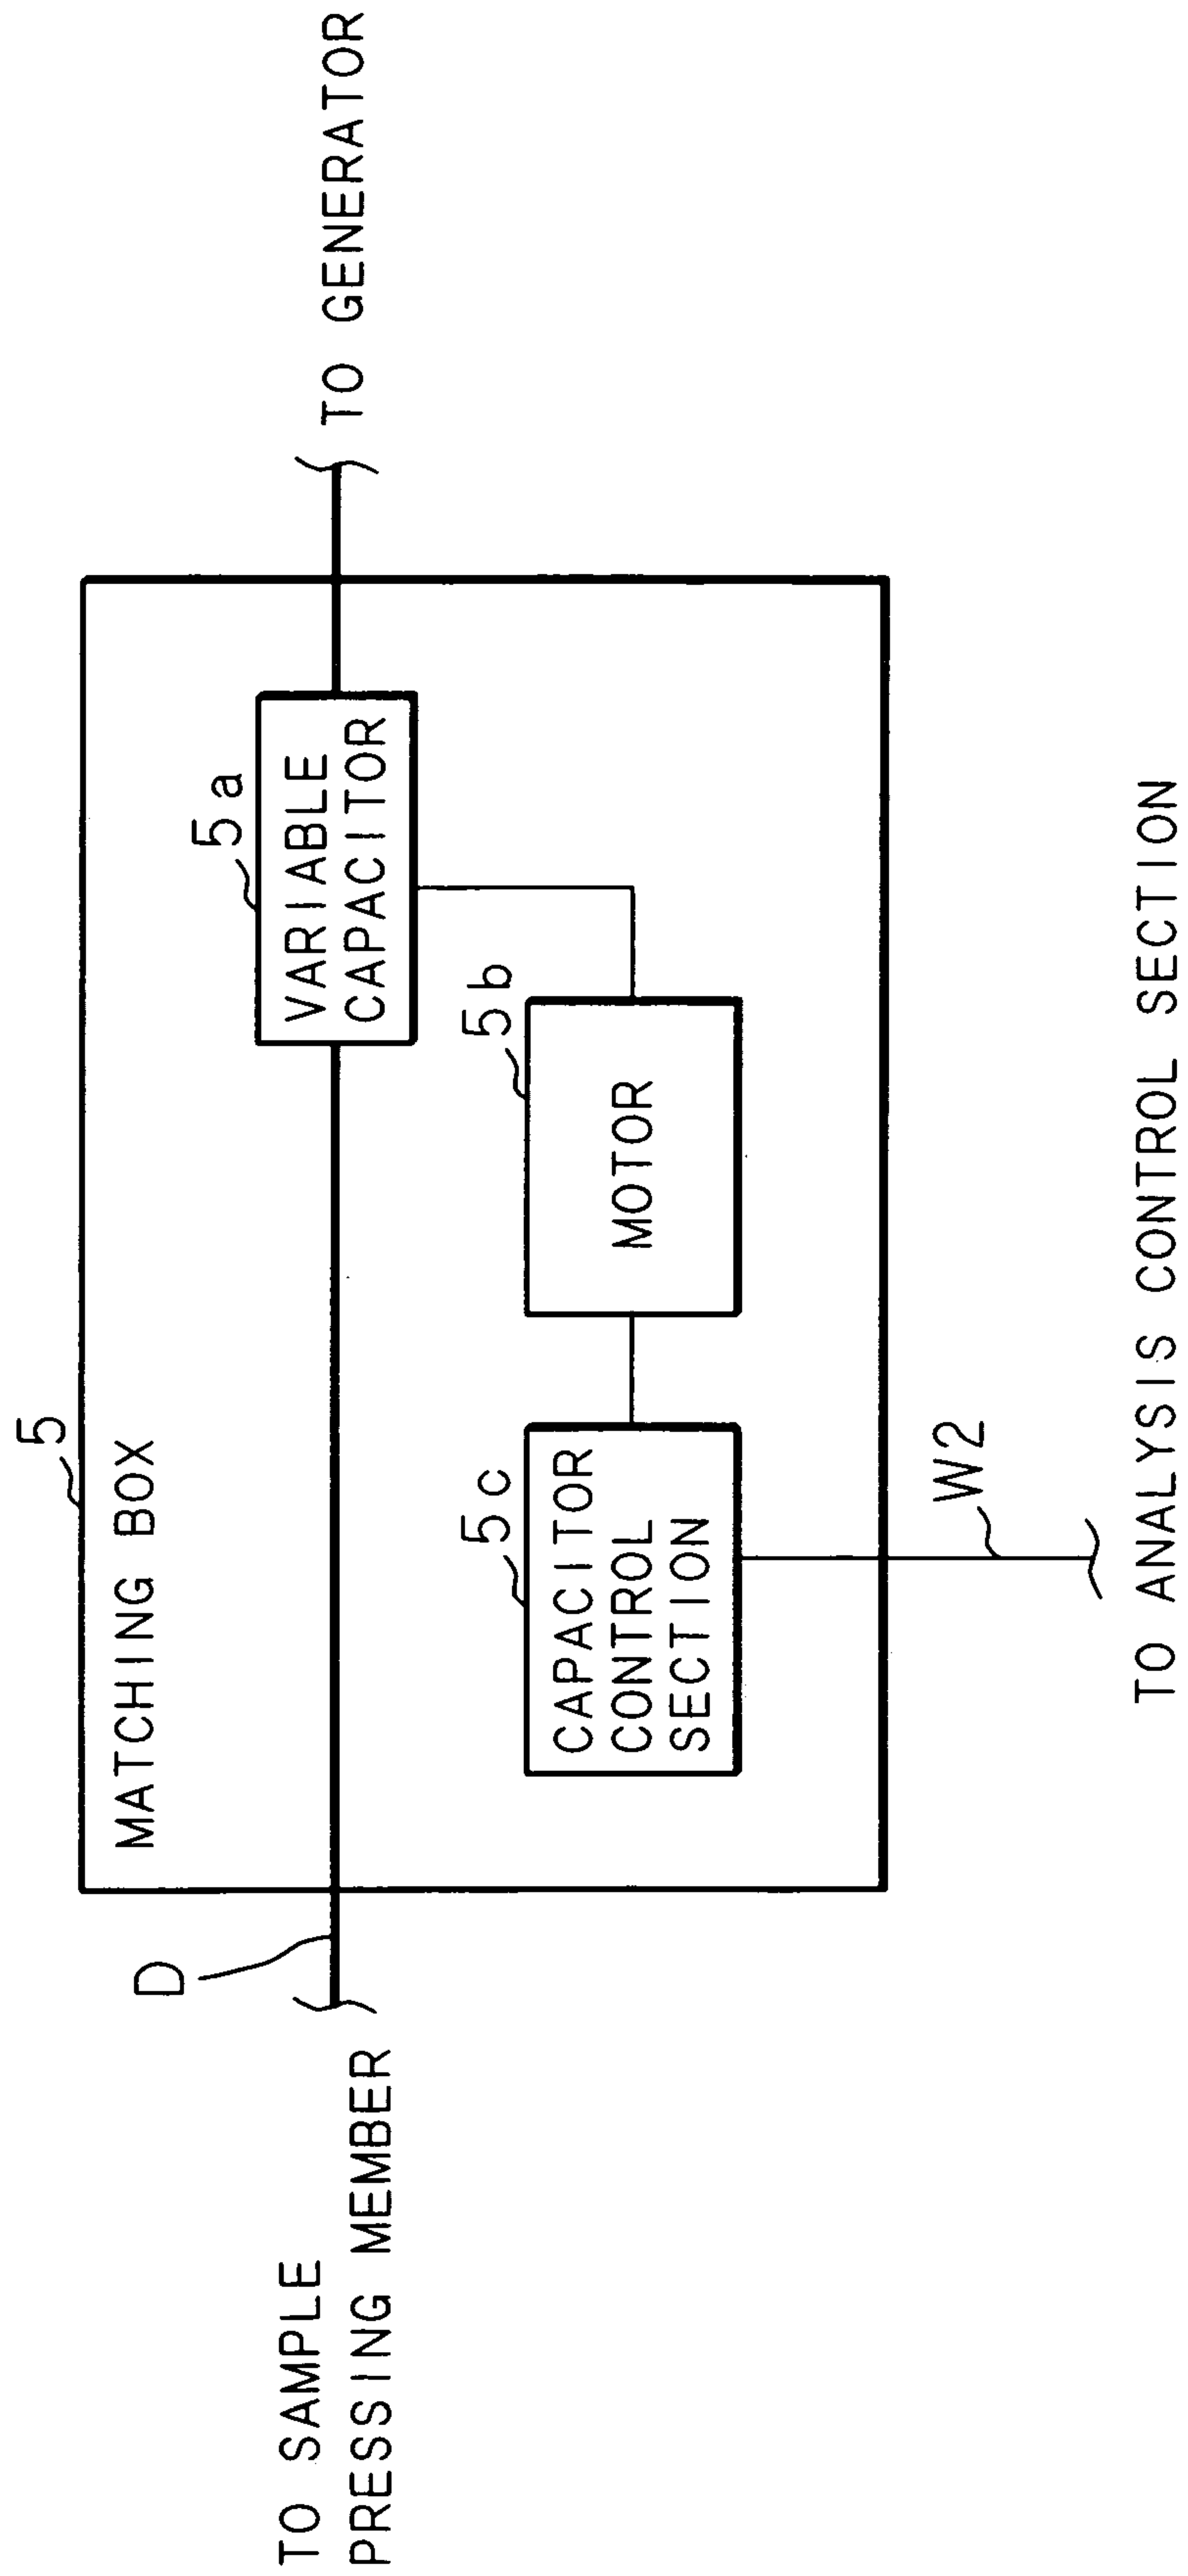 5
MATCHING BOX
5a
VARIABLE
CAPACITOR
D
TO SAMPLE
PRESSING MEMBER
TO GENERATOR
5c
CAPACITOR
CONTROL
SECTION
5b
MOTOR
W2
TO ANALYSIS CONTROL SECTION